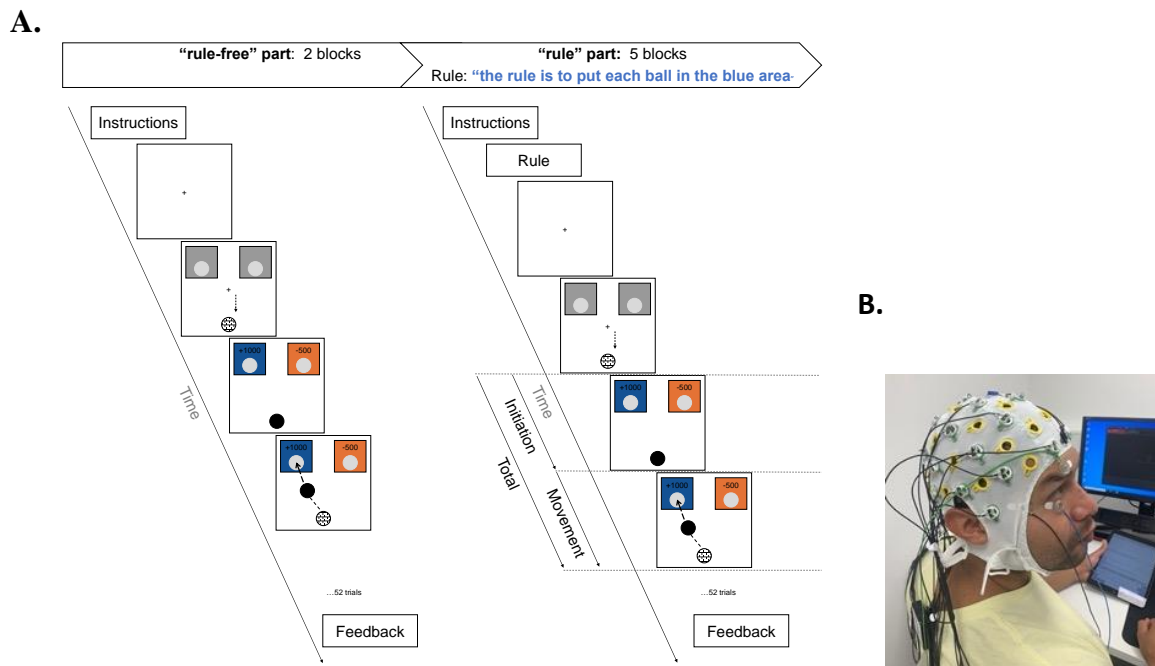 A.
“rule-free” part: 2 blocks
“rule” part: 5 blocks
Rule: “the rule is to put each ball in the blue area-
Instructions
Instructions
Rule
+
+
+
+
+1000 -500
+1000 -500
Time
Time
Initiation
Total
Movement
+1000 -500
+1000 -500
...52 trials
...52 trials
Feedback
Feedback
B.